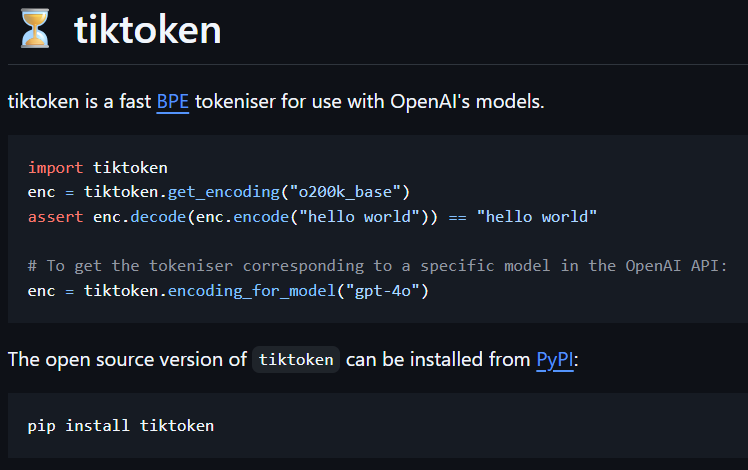 ⏳ tiktoken
tiktoken is a fast BPE tokeniser for use with OpenAI's models.
import tiktoken
enc = tiktoken.get_encoding("o200k_base")
assert enc.decode(enc.encode("hello world")) == "hello world"
# To get the tokeniser corresponding to a specific model in the OpenAI API:
enc = tiktoken.encoding_for_model("gpt-4o")
The open source version of tiktoken can be installed from PyPI:
pip install tiktoken